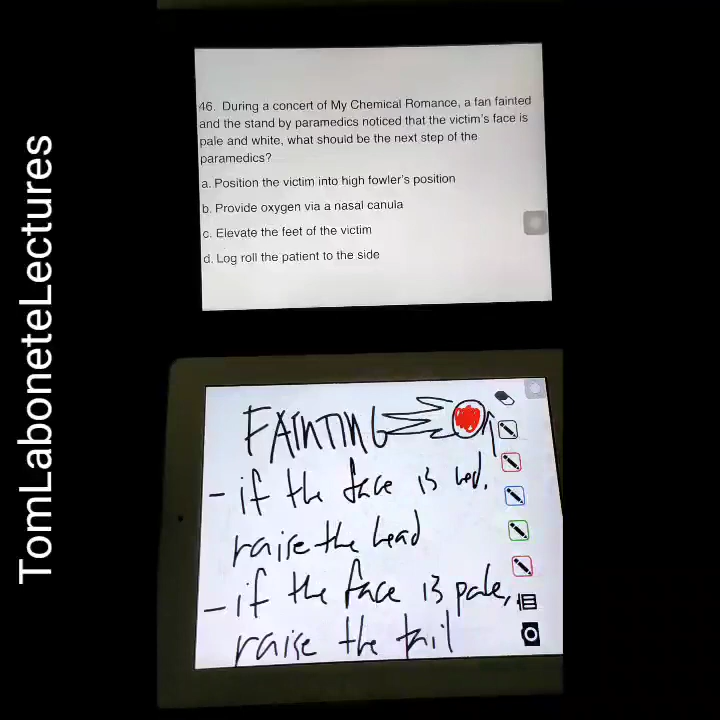 TomLaboneteLectures
46. During a concert of My Chemical Romance, a fan fainted
and the stand by paramedics noticed that the victim's face is
pale and white, what should be the next step of the
paramedics?
a. Position the victim into high fowler's position
b. Provide oxygen via a nasal canula
c. Elevate the feet of the victim
d. Log roll the patient to the side
FAINTING
- if the face is red,
raise the head
- if the face is pale,
raise the tail